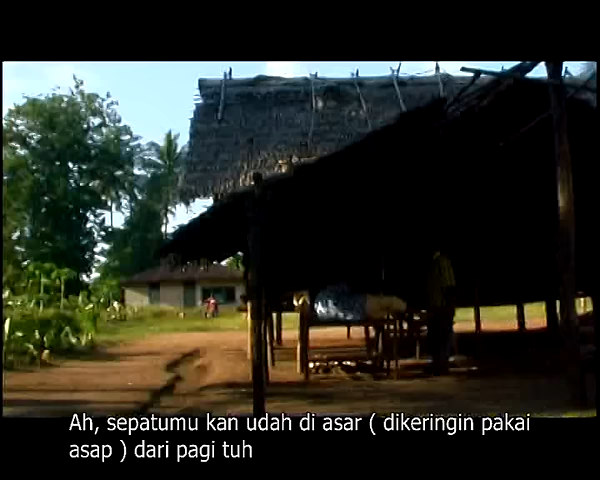 Ah, sepatumu kan udah di asar ( dikeringin pakai
asap ) dari pagi tuh